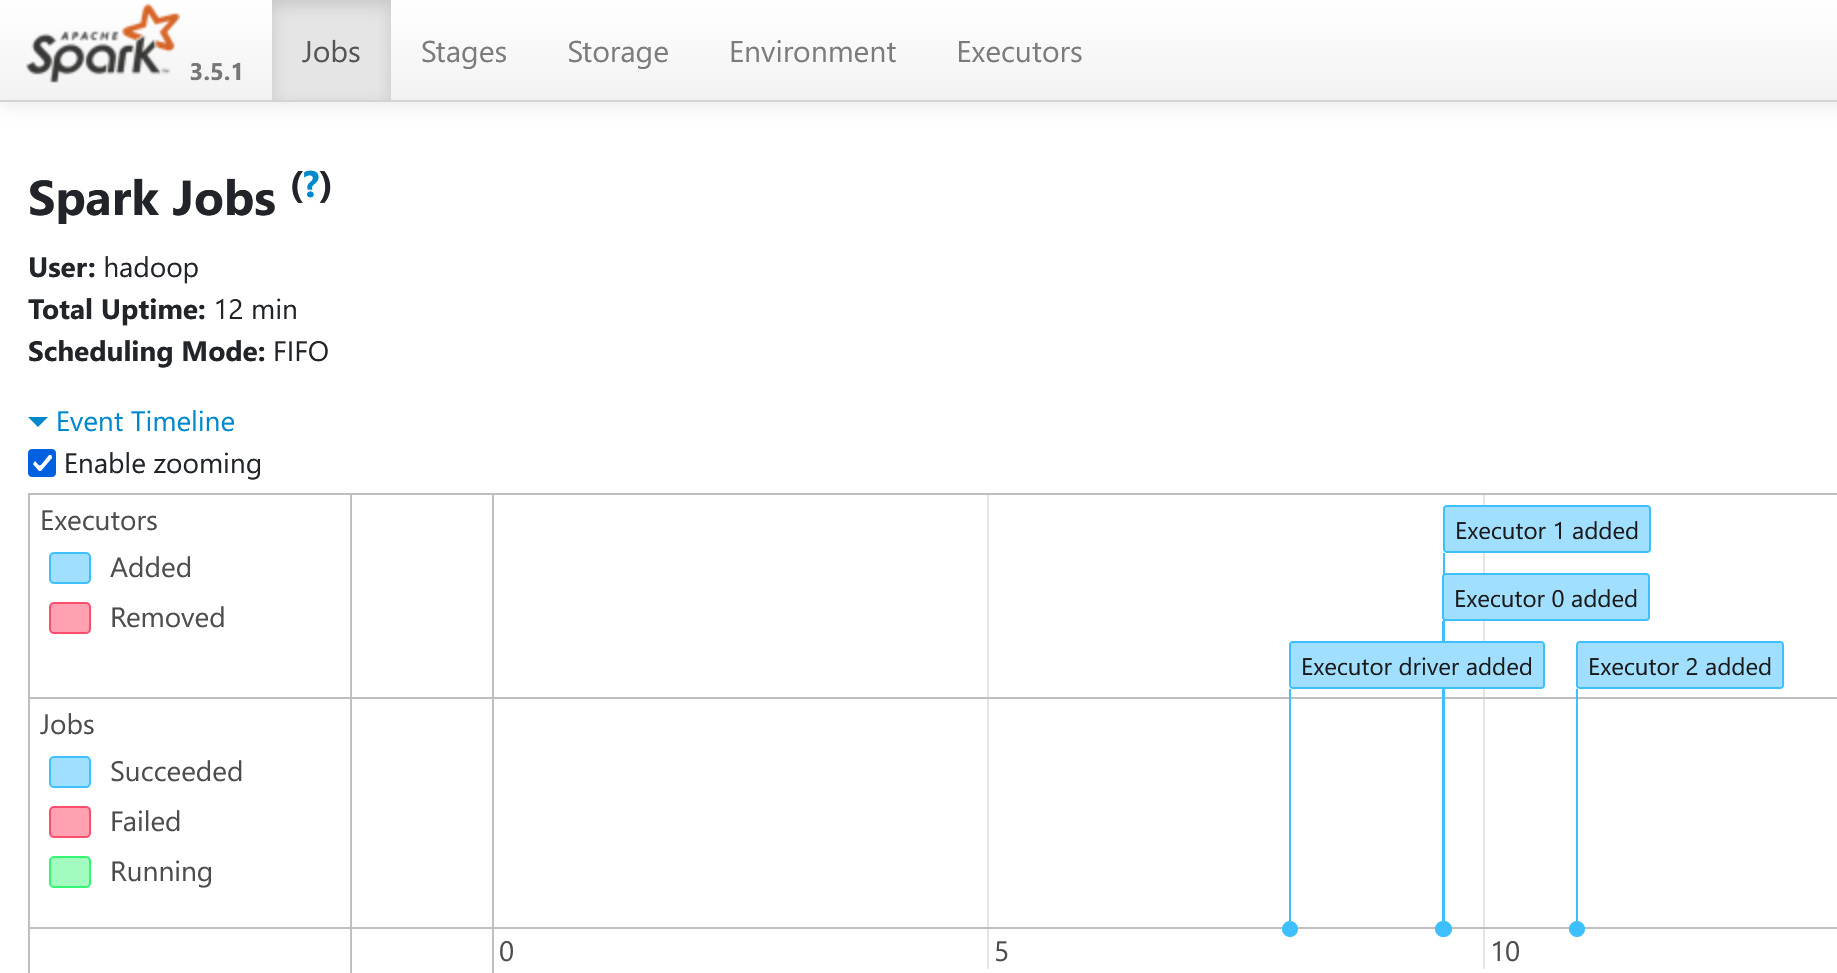 APACHE
Spark 3.5.1 Jobs Stages Storage Environment Executors
Spark Jobs (?)
User: hadoop
Total Uptime: 12 min
Scheduling Mode: FIFO
Event Timeline
Enable zooming
Executors
Added
Removed
Executor 1 added
Executor 0 added
Executor driver added
Executor 2 added
Jobs
Succeeded
Failed
Running
0 5 10